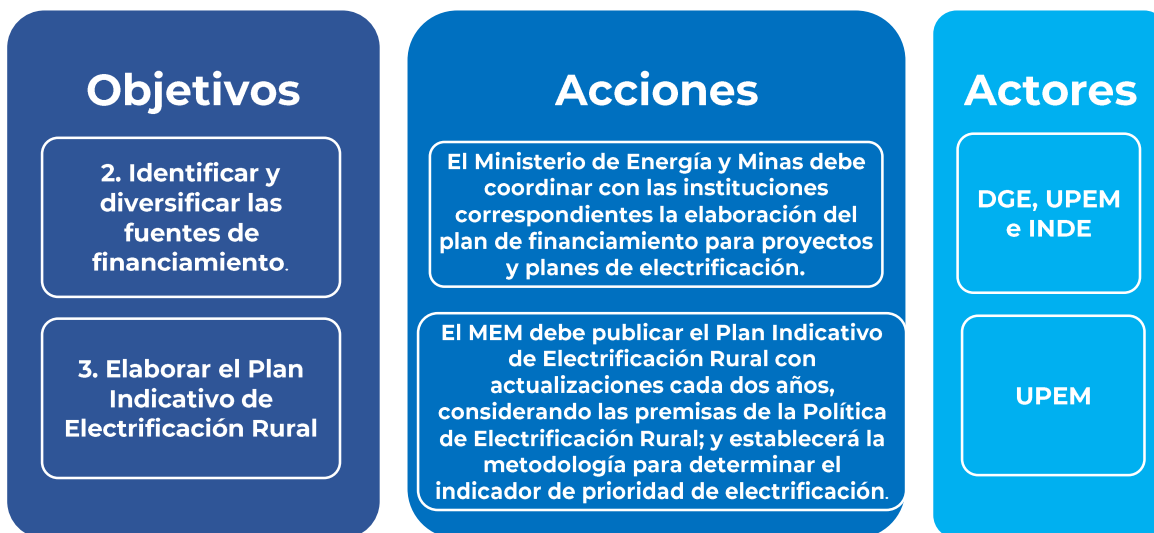 Objetivos
2. Identificar y
diversificar las
fuentes de
financiamiento.
3. Elaborar el Plan
Indicativo de
Electrificación Rural
Acciones
El Ministerio de Energía y Minas debe
coordinar con las instituciones
correspondientes la elaboración del
plan de financiamiento para proyectos
y planes de electrificación.
El MEM debe publicar el Plan Indicativo
de Electrificación Rural con
actualizaciones cada dos años,
considerando las premisas de la Política
de Electrificación Rural; y establecerá la
metodología para determinar el
indicador de prioridad de electrificación.
Actores
DGE, UPEM
e INDE
UPEM